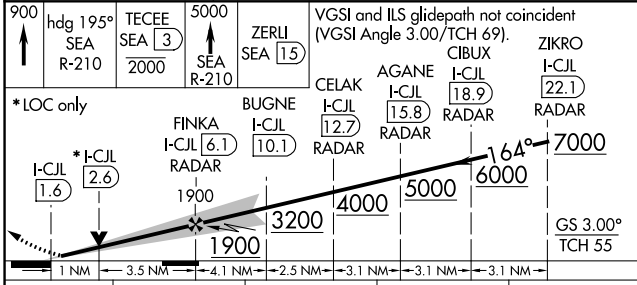 900
hdg 195°
SEA
R-210
TECEE
SEA 3
2000
5000
SEA
R-210
ZERLI
SEA 15
VGSI and ILS glidepath not coincident
(VGSI Angle 3.00/TCH 69).
*LOC only
I-CJL
1.6
*I-CJL
2.6
FINKA
I-CJL 6.1
RADAR
1900
BUGNE
I-CJL
10.1
CELAK
I-CJL
12.7
RADAR
AGANE
I-CJL
15.8
RADAR
CIBUX
I-CJL
18.9
RADAR
ZIKRO
I-CJL
22.1
RADAR
164°
7000
6000
5000
4000
3200
1900
GS 3.00°
TCH 55
1 NM
3.5 NM
4.1 NM
2.5 NM
3.1 NM
3.1 NM
3.1 NM